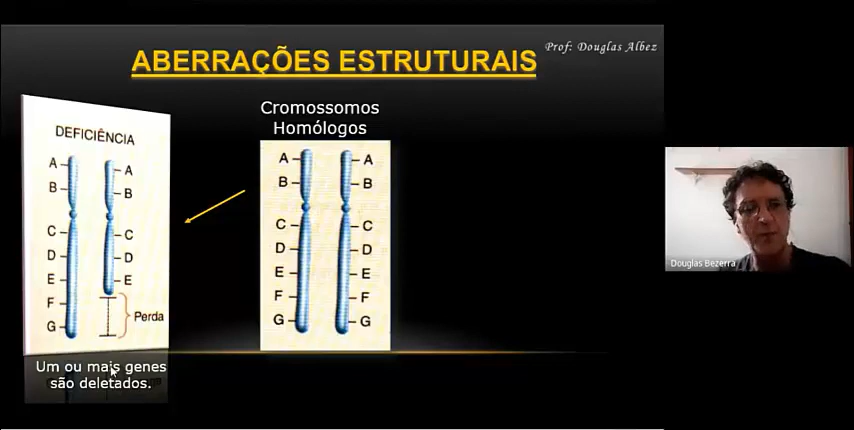 Prof: Douglas Albez
ABERRAÇÕES ESTRUTURAIS
Cromossomos
Homólogos
DEFICIÊNCIA
A
A
B
B
C
C
D
D
E
E
F
G
Perda
A
A
B
B
C
C
D
D
E
E
F
F
G
G
Um ou mais genes
são deletados.
Douglas Bezerra